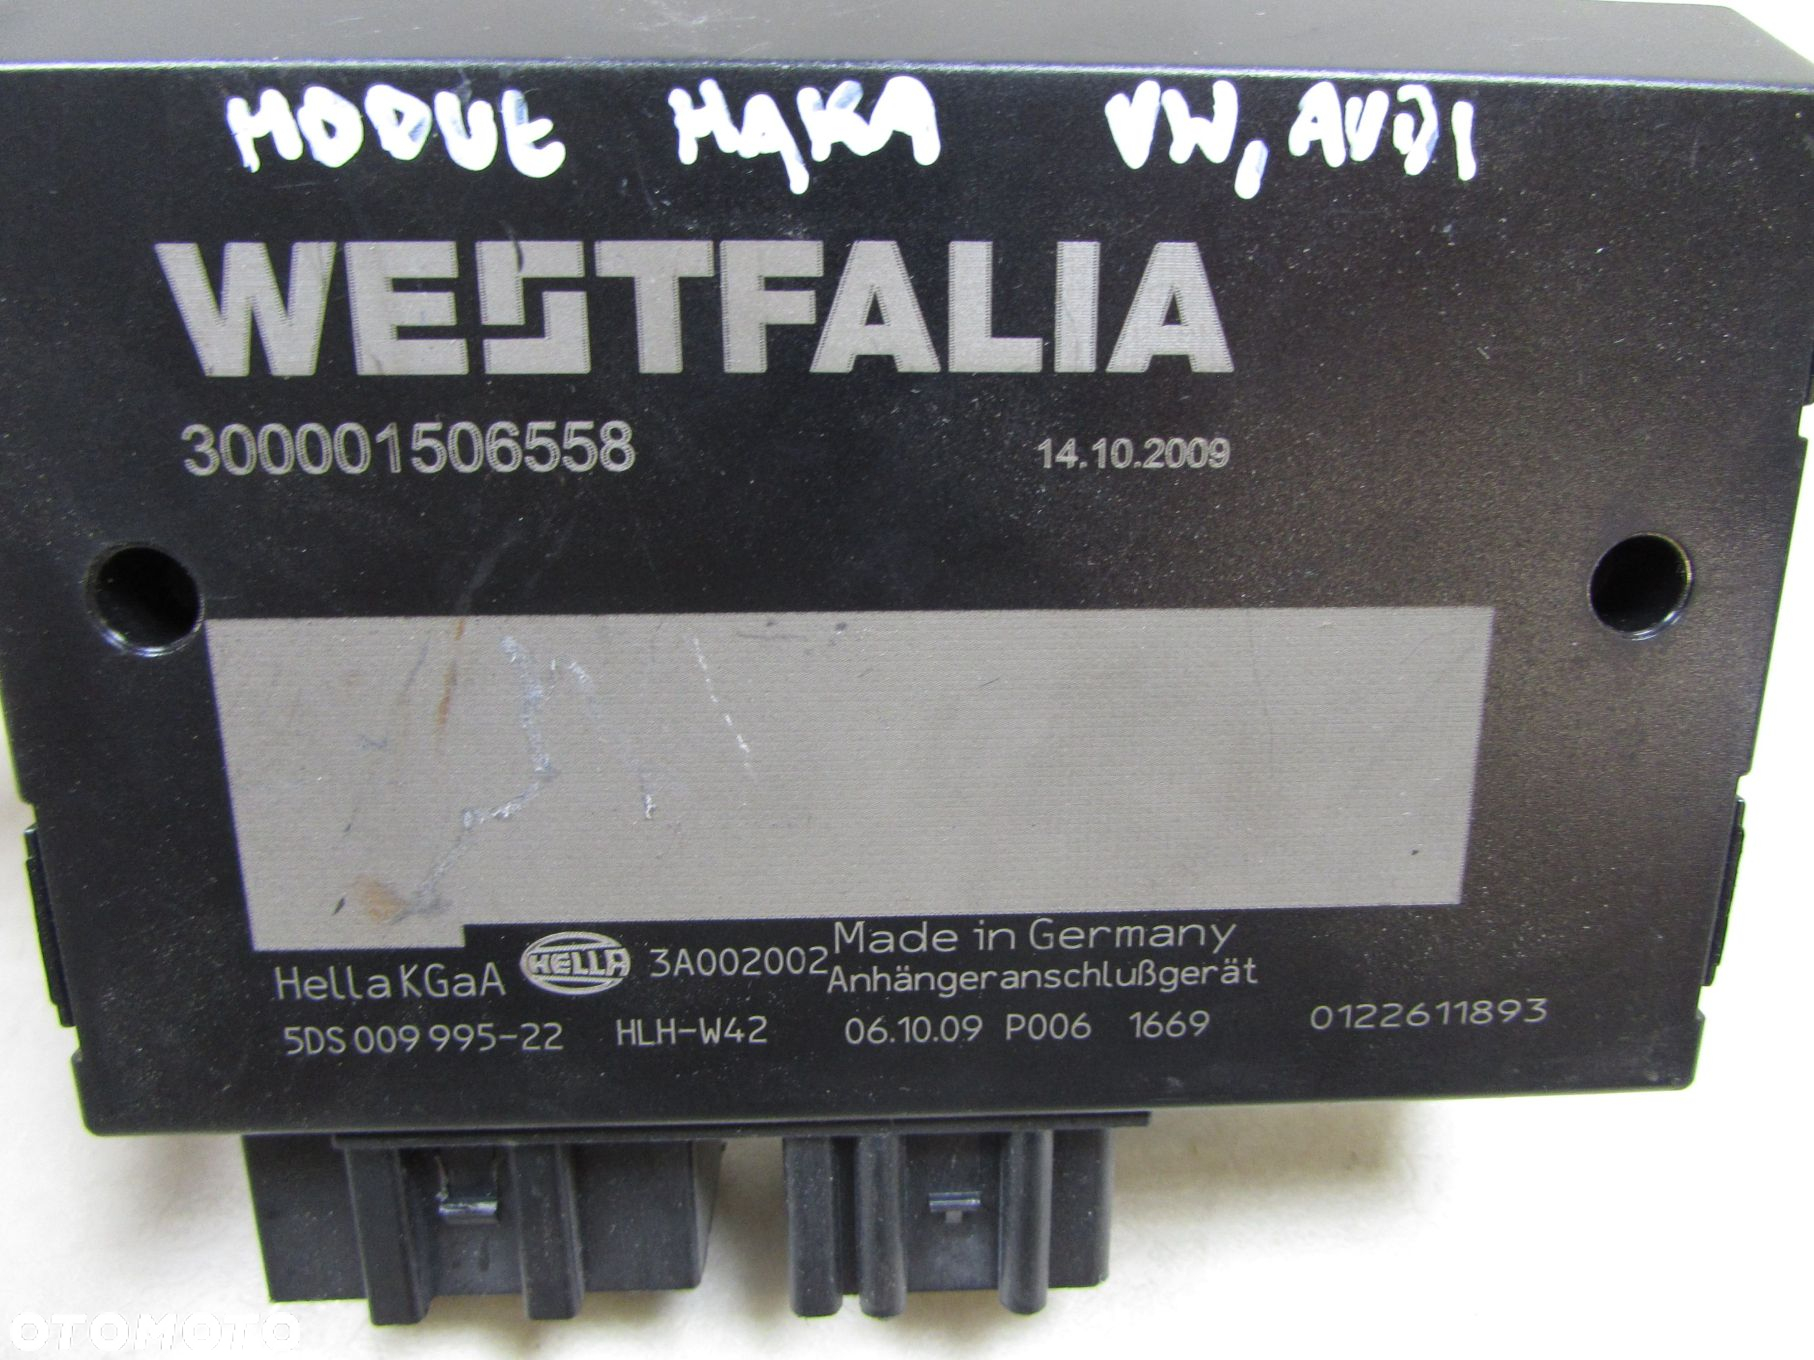 MODUŁ HĄKA VW, AUDI
WESTFALIA
300001506558 14.10.2009
Hella KGaA HELLA 3A002002 Made in Germany
Anhängeranschlußgerät
5DS 009 995-22 HLH-W42 06.10.09 P006 1669 0122611893
OTOMOTO